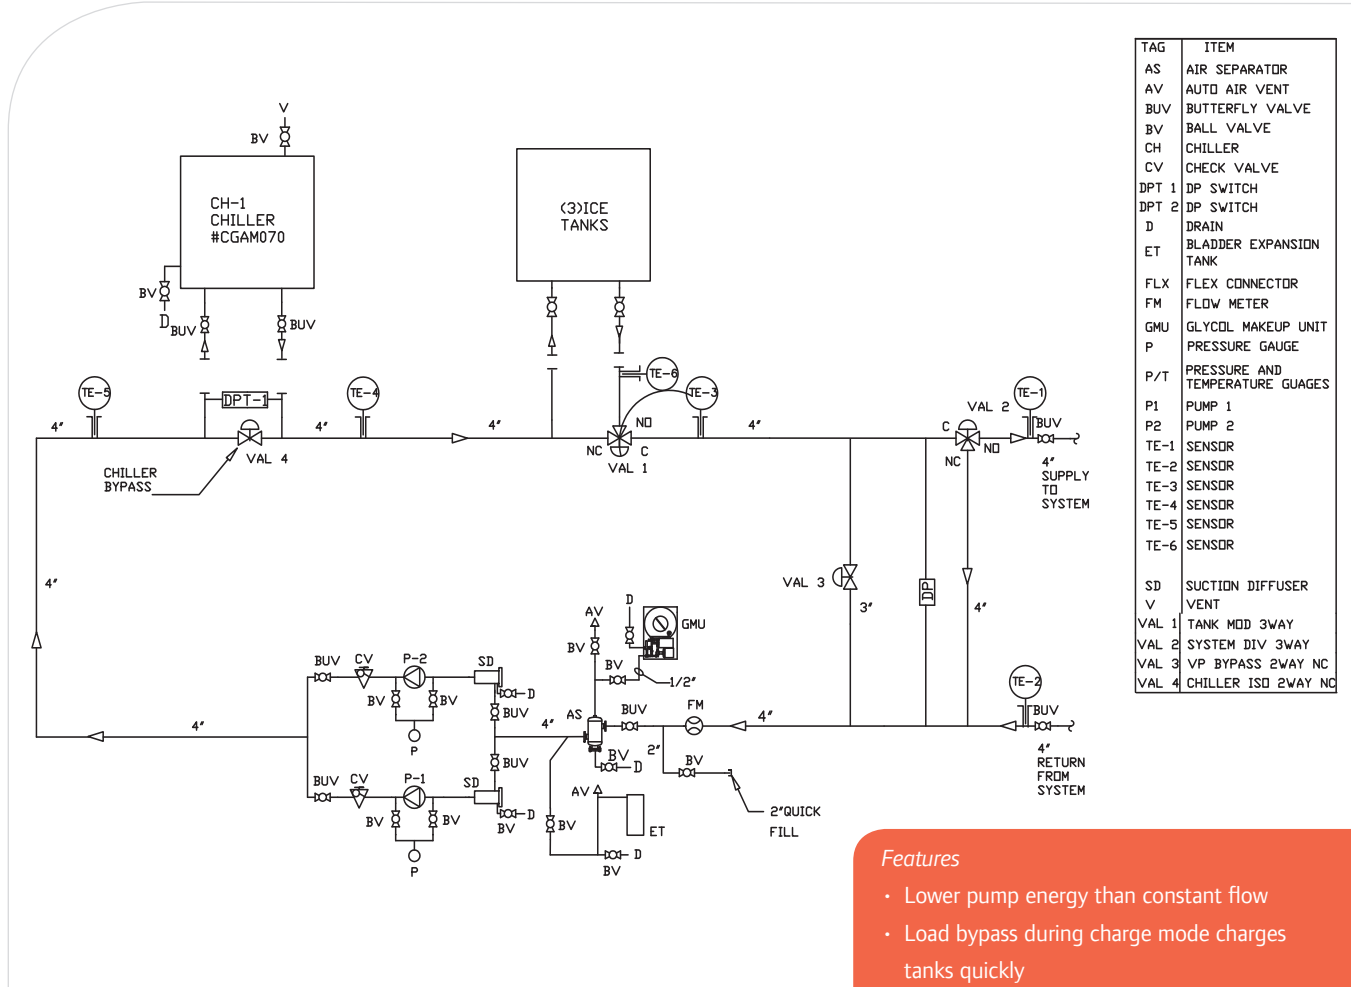 V
BV
CH-1
CHILLER
#CGAM070
(3)ICE
TANKS
BV
D
BUV
BUV
TE-5
DPT-1
TE-4
TE-6
TE-3
VAL 2
TE-1
BUV
4"
4"
4"
4"
NO
NC
C
VAL 1
C
NO
NC
VAL 4
CHILLER
BYPASS
4"
SUPPLY
TO
SYSTEM
4"
VAL 3
3"
DP
4"
AV
D
GMU
BV
BV
1/2"
BUV
CV
P-2
SD
D
BV
BV
BUV
P
4"
4"
AS
BUV
FM
4"
TE-2
BUV
2"
BV
D
BV
4"
RETURN
FROM
SYSTEM
2"QUICK
FILL
BUV
BUV
CV
P-1
SD
D
BV
BV
BV
P
AV
BV
ET
D
BV
TAG ITEM
AS AIR SEPARATOR
AV AUTO AIR VENT
BUV BUTTERFLY VALVE
BV BALL VALVE
CH CHILLER
CV CHECK VALVE
DPT 1 DP SWITCH
DPT 2 DP SWITCH
D DRAIN
ET BLADDER EXPANSION
TANK
FLX FLEX CONNECTOR
FM FLOW METER
GMU GLYCOL MAKEUP UNIT
P PRESSURE GAUGE
P/T PRESSURE AND
TEMPERATURE GUAGES
P1 PUMP 1
P2 PUMP 2
TE-1 SENSOR
TE-2 SENSOR
TE-3 SENSOR
TE-4 SENSOR
TE-5 SENSOR
TE-6 SENSOR
SD SUCTION DIFFUSER
V VENT
VAL 1 TANK MOD 3WAY
VAL 2 SYSTEM DIV 3WAY
VAL 3 VP BYPASS 2WAY NC
VAL 4 CHILLER ISO 2WAY NC
Features
· Lower pump energy than constant flow
· Load bypass during charge mode charges
tanks quickly